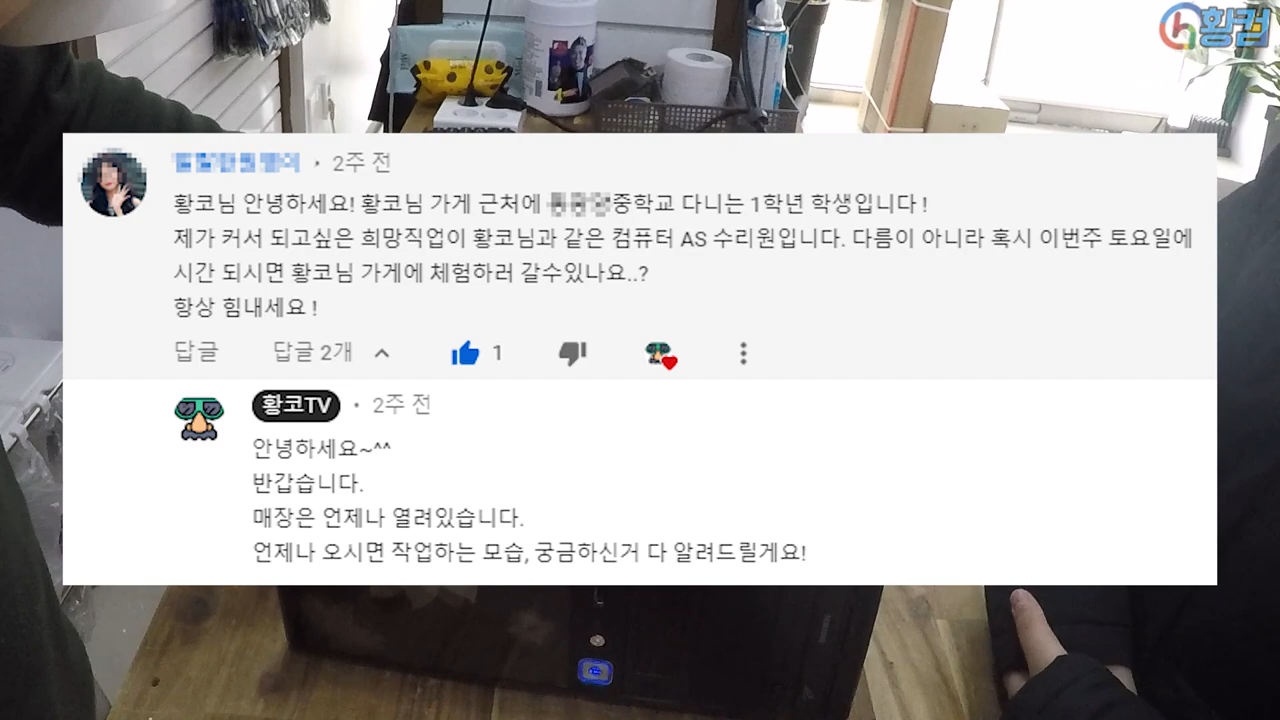 황컴
2주 전
황코님 안녕하세요! 황코님 가게 근처에 중학교 다니는 1학년 학생입니다 !
제가 커서 되고싶은 희망직업이 황코님과 같은 컴퓨터 AS 수리원입니다. 다름이 아니라 혹시 이번주 토요일에
시간 되시면 황코님 가게에 체험하러 갈수있나요..?
항상 힘내세요 !
답글 답글 2개 1
황코TV · 2주 전
안녕하세요~^^
반갑습니다.
매장은 언제나 열려있습니다.
언제나 오시면 작업하는 모습, 궁금하신거 다 알려드릴게요!